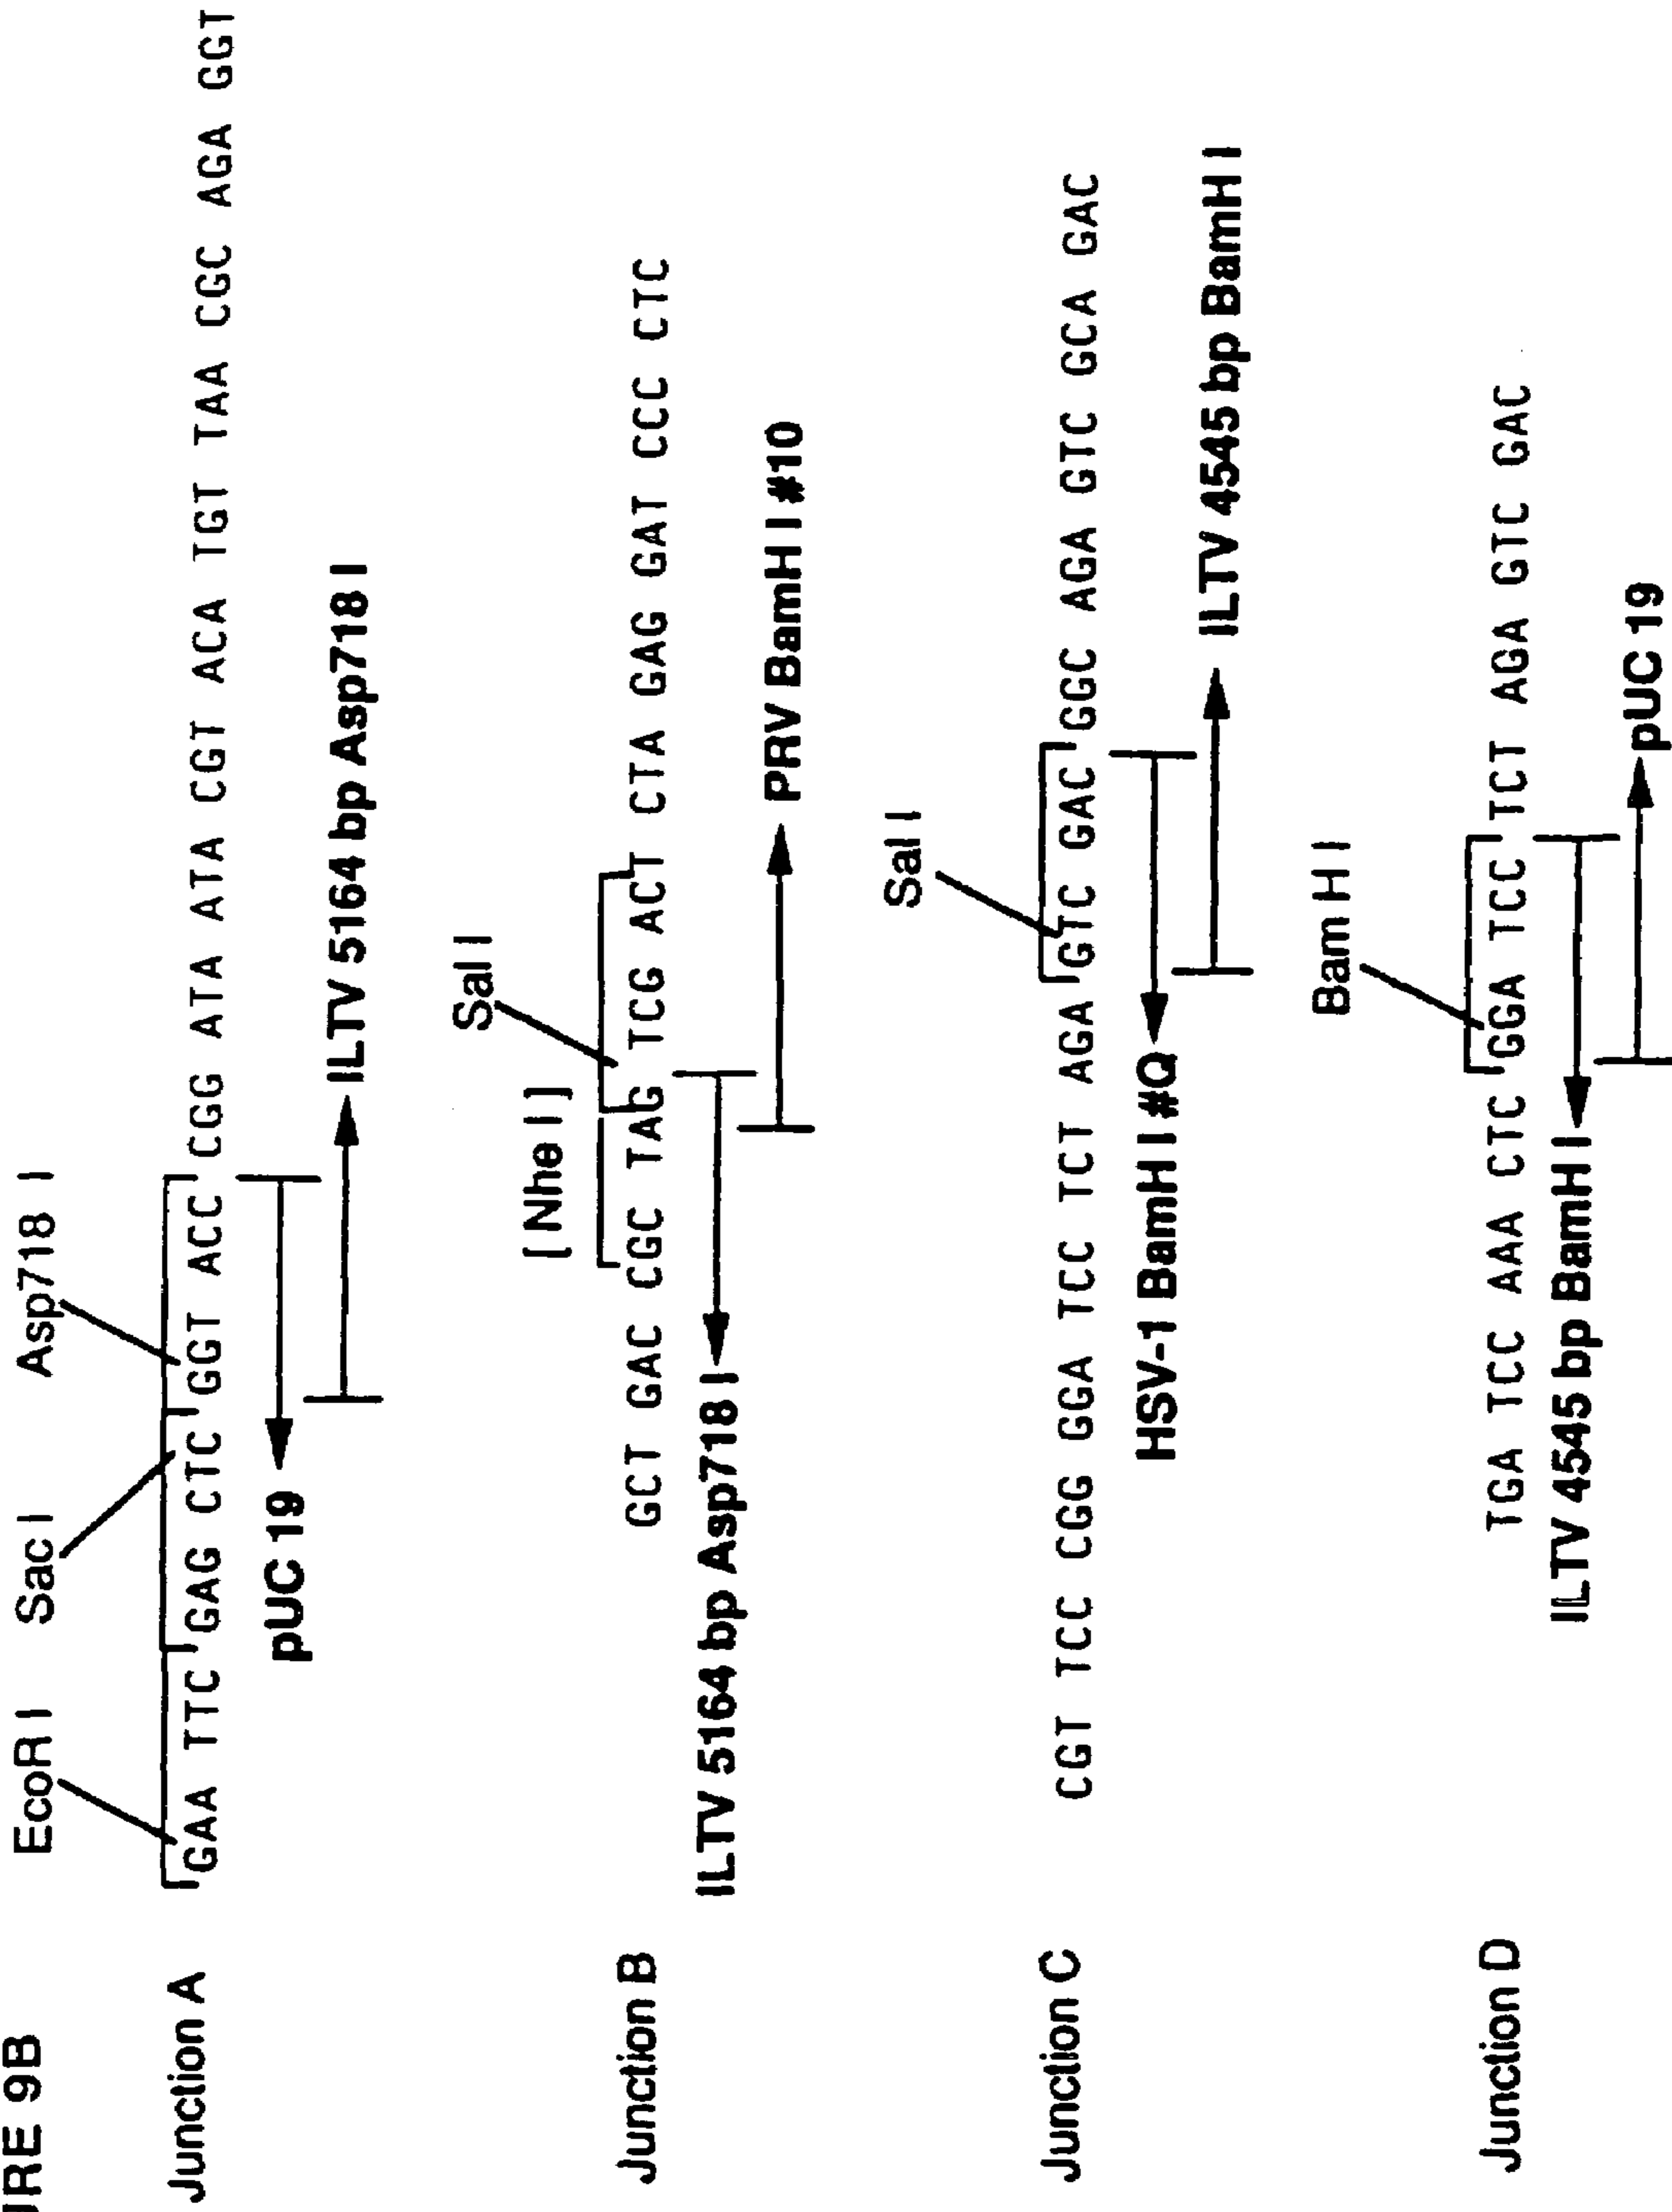 URE 9B
EcoRI SacI Asp718 I
Junction A GAA TTC GAG CTC GGT ACC CGG ATA ATA CGT ACA TGT TAA CGC AGA GGT
pUC 19
ILTV 5164 bp Asp718 I
Sal I
[Nhe I]
Junction B GCT GAC CGC TAG TCG ACT CTA GAG GAT CCC CTC
ILTV 5164 bp Asp718 I
PRV BamH I #10
Sal I
Junction C CGT TCC CGG GGA TCC TCT AGA GTC GAC GGC AGA GTC GCA GAC
HSV-1 BamH I #Q
ILTV 4545 bp BamH I
BamH I
Junction D TGA TCC AAA CTC GGA TCC TCT AGA GTC GAC
ILTV 4545 bp BamH I
pUC 19